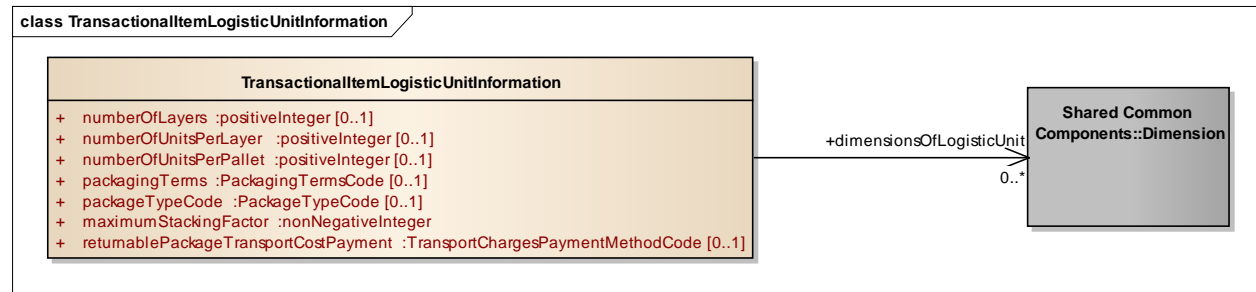 class TransactionalItemLogisticUnitInformation
TransactionalItemLogisticUnitInformation
+ numberOfLayers :positiveInteger [0..1]
+ numberOfUnitsPerLayer :positiveInteger [0..1]
+ numberOfUnitsPerPallet :positiveInteger [0..1]
+ packagingTerms :PackagingTermsCode [0..1]
+ packageTypeCode :PackageTypeCode [0..1]
+ maximumStackingFactor :nonNegativeInteger
+ returnablePackageTransportCostPayment :TransportChargesPaymentMethodCode [0..1]
+dimensionsOfLogisticUnit
0..*
Shared Common
Components::Dimension